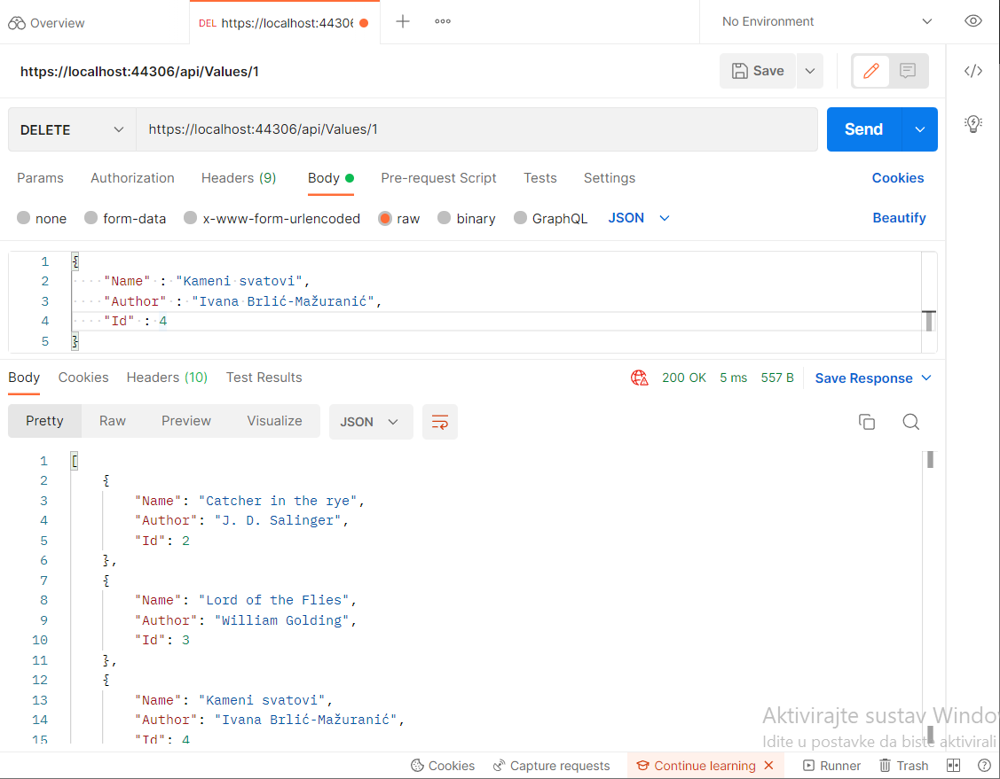 Overview
DEL https://localhost:44306
No Environment
https://localhost:44306/api/Values/1
Save
DELETE
https://localhost:44306/api/Values/1
Send
Params Authorization Headers (9) Body Pre-request Script Tests Settings Cookies
none form-data x-www-form-urlencoded raw binary GraphQL JSON Beautify
1 {
2 "Name" : "Kameni svatovi",
3 "Author" : "Ivana Brlić-Mažuranić",
4 "Id" : 4
5 }
Body Cookies Headers (10) Test Results 200 OK 5 ms 557 B Save Response
Pretty Raw Preview Visualize JSON
1 [
2 {
3 "Name": "Catcher in the rye",
4 "Author": "J. D. Salinger",
5 "Id": 2
6 },
7 {
8 "Name": "Lord of the Flies",
9 "Author": "William Golding",
10 "Id": 3
11 },
12 {
13 "Name": "Kameni svatovi",
14 "Author": "Ivana Brlić-Mažuranić",
15 "Id": 4
Aktivirajte sustav Windo
Idite u postavke da biste aktivirali
Cookies Capture requests Continue learning Runner Trash